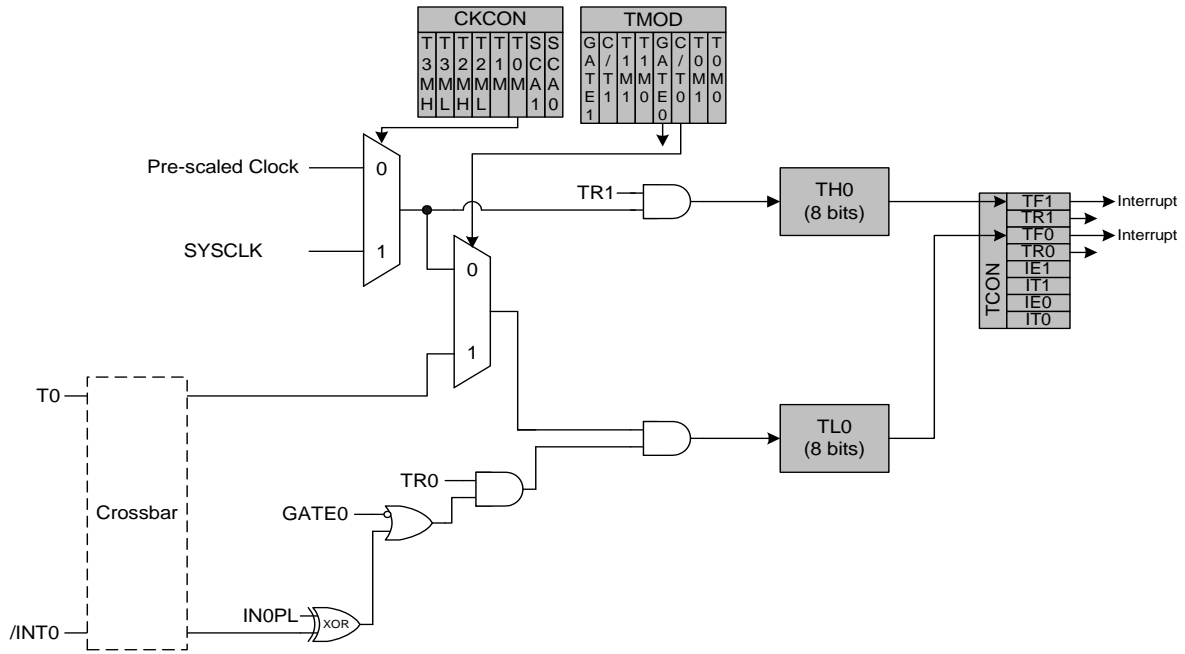 CKCON
TMOD
T3MH
T3ML
T2MH
T2ML
T1M
T0M
SCA1
SCA0
GATE1
C/T1
T1M1
T1M0
GATE0
C/T0
T0M1
T0M0
Pre-scaled Clock
0
SYSCLK
1
TR1
TH0
(8 bits)
TCON
TF1
TR1
TF0
TR0
IE1
IT1
IE0
IT0
Interrupt
Interrupt
0
1
T0
Crossbar
TL0
(8 bits)
TR0
GATE0
IN0PL
XOR
/INT0